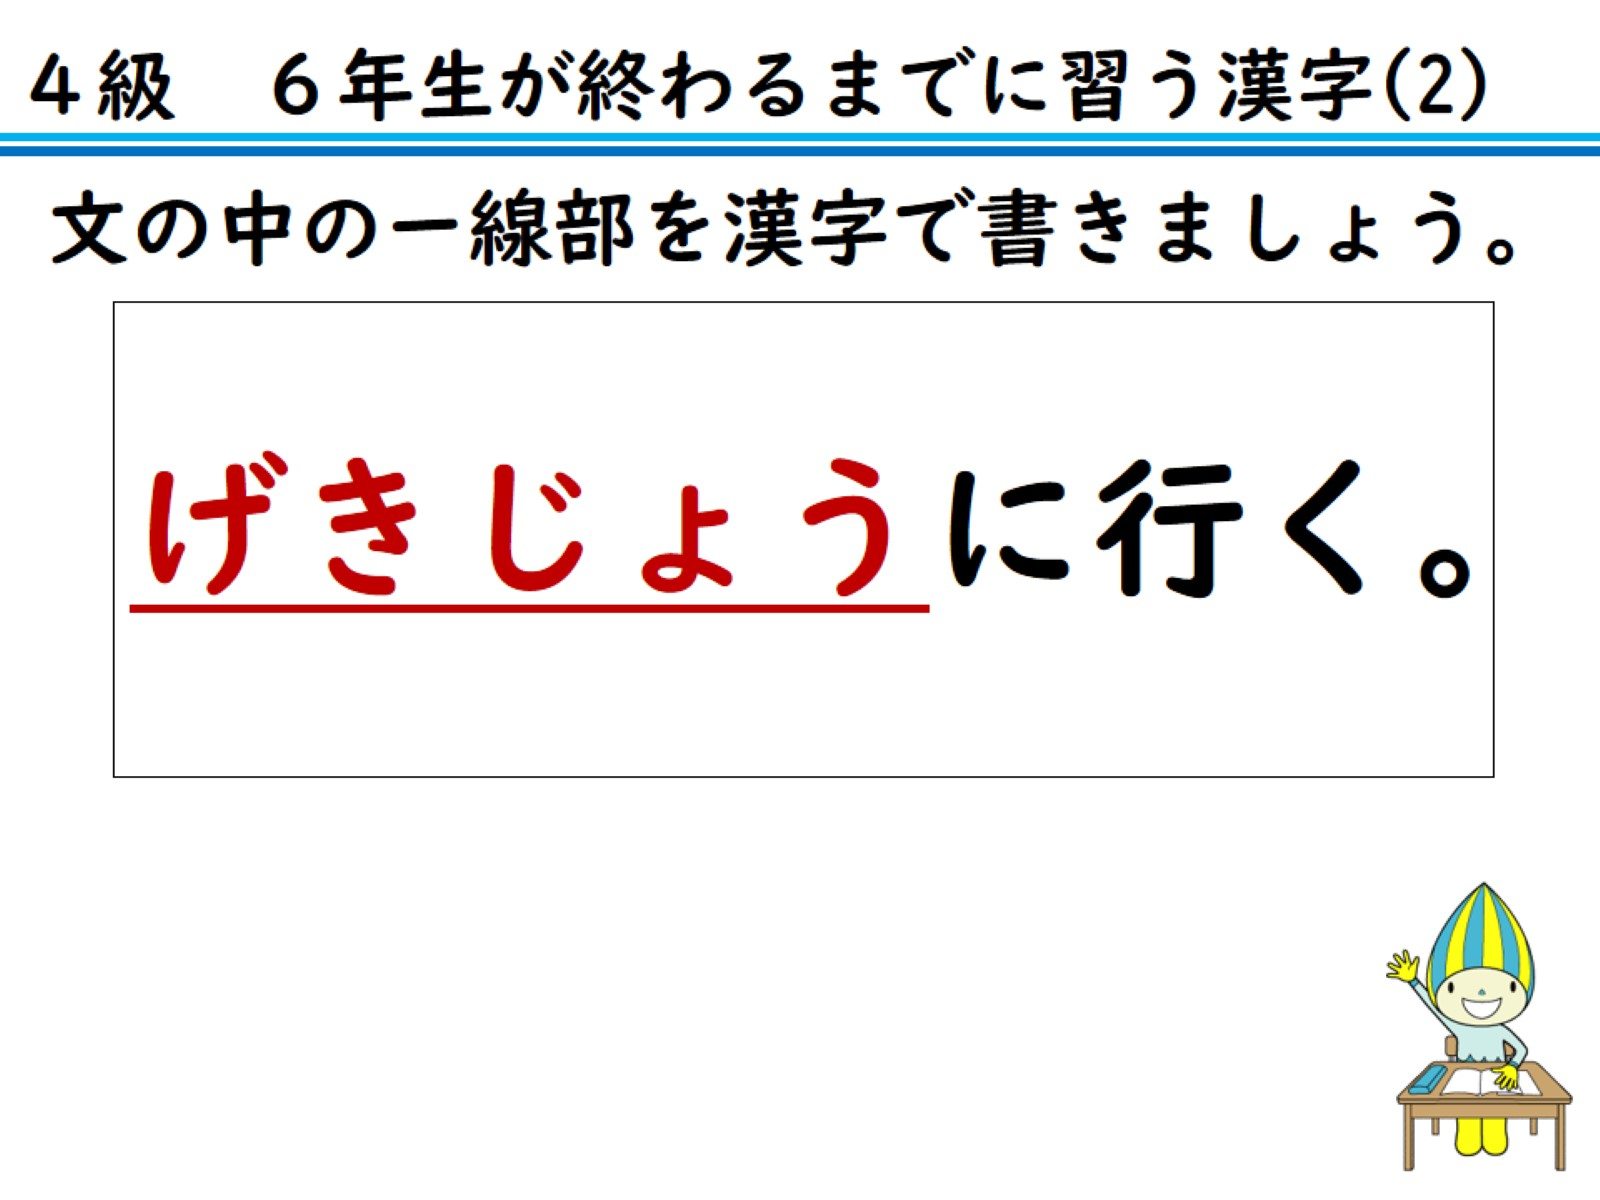 ４級　６年生が終わるまでに習う漢字(2)
文の中の一線部を漢字で書きましょう。
げきじょうに行く。